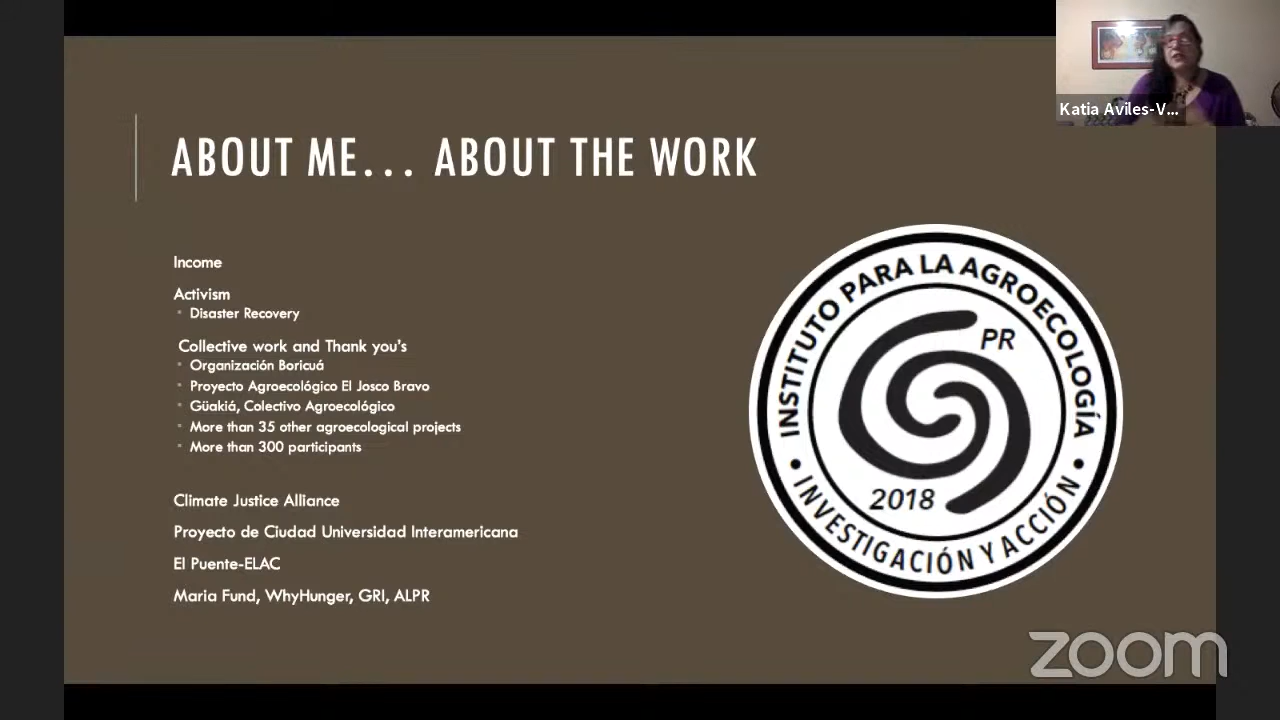 Katia Aviles-V...
ABOUT ME... ABOUT THE WORK
Income
Activism
Disaster Recovery
Collective work and Thank you's
Organización Boricuá
Proyecto Agroecológico El Josco Bravo
Güakiá, Colectivo Agroecológico
More than 35 other agroecological projects
More than 300 participants
Climate Justice Alliance
Proyecto de Ciudad Universidad Interamericana
El Puente-ELAC
Maria Fund, WhyHunger, GRI, ALPR
INSTITUTO PARA LA AGROECOLOGÍA
PR
2018
INVESTIGACIÓN Y ACCIÓN
zoom